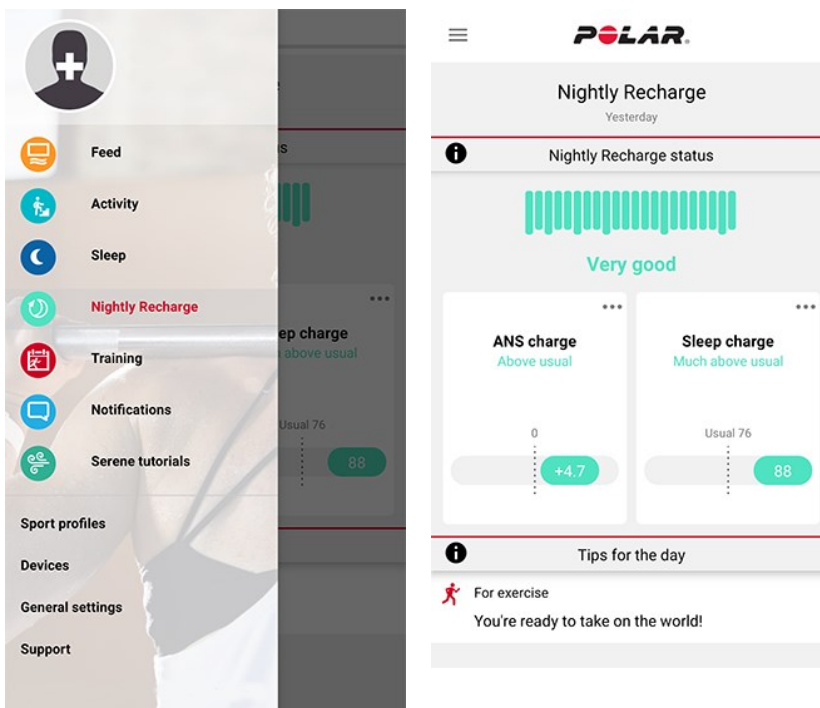 Feed
Activity
Sleep
Nightly Recharge
Training
Notifications
Serene tutorials
Sport profiles
Devices
General settings
Support
s
ep charge
above usual
Usual 76
88
POLAR®
Nightly Recharge
Yesterday
Nightly Recharge status
Very good
ANS charge
Above usual
0
+4.7
Sleep charge
Much above usual
Usual 76
88
Tips for the day
For exercise
You're ready to take on the world!